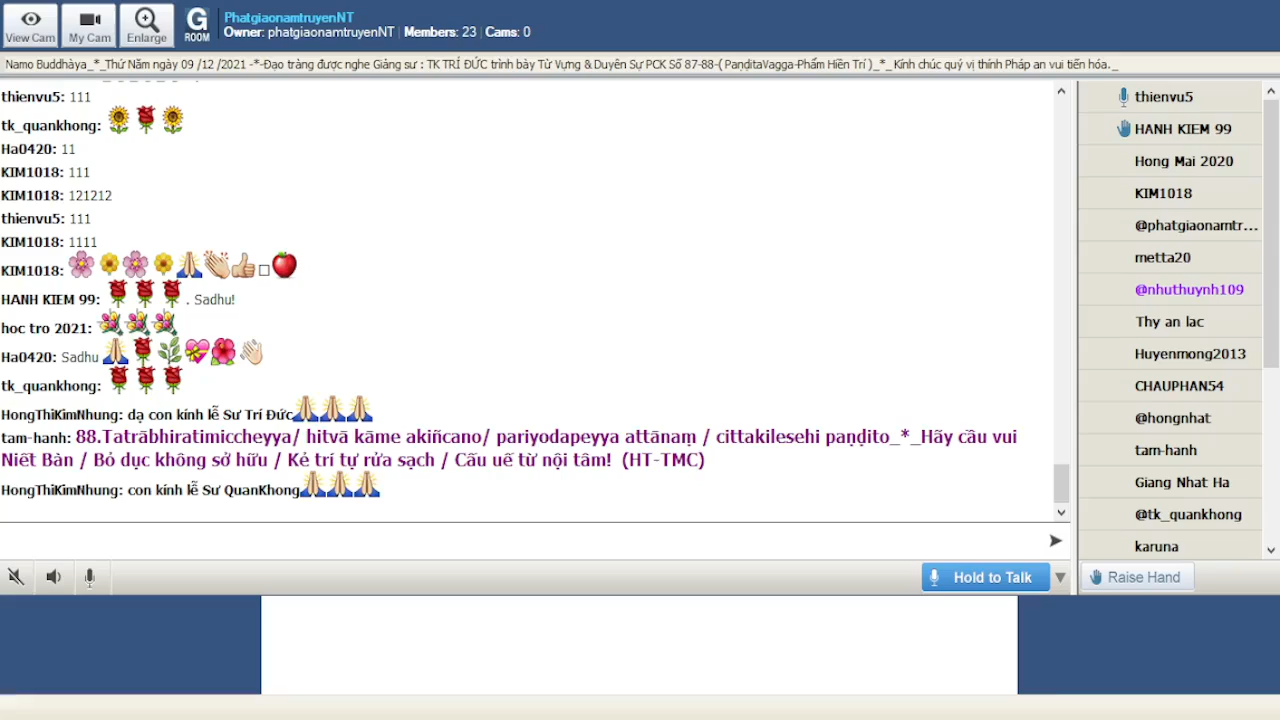 View Cam
My Cam
Enlarge
G
ROOM
PhatgiaonamtruyenNT
Owner: phatgiaonamtruyenNT | Members: 23 | Cams: 0
Namo Buddhàya_*_Thứ Năm ngày 09 /12 /2021 -*-Đạo tràng được nghe Giảng sư : TK TRÍ ĐỨC trình bày Từ Vựng & Duyên Sự PCK Số 87-88-( PaṇḍitaVagga-Phẩm Hiền Trí )_*_ Kính chúc quý vị thính Pháp an vui tiến hóa._
thienvu5: 111
tk_quankhong:
Ha0420: 11
KIM1018: 111
KIM1018: 121212
thienvu5: 111
KIM1018: 1111
KIM1018:
HANH KIEM 99: . Sadhu!
hoc tro 2021:
Ha0420: Sadhu
tk_quankhong:
HongThiKimNhung: dạ con kính lễ Sư Trí Đức
tam-hanh: 88.Tatrābhiratimiccheyya/ hitvā kāme akiñcano/ pariyodapeyya attānaṃ / cittakilesehi paṇḍito_*_Hãy cầu vui
Niết Bàn / Bỏ dục không sở hữu / Kẻ trí tự rửa sạch / Cấu uế từ nội tâm! (HT-TMC)
HongThiKimNhung: con kính lễ Sư QuanKhong
thienvu5
HANH KIEM 99
Hong Mai 2020
KIM1018
@phatgiaonamtr...
metta20
@nhuthuynh109
Thy an lac
Huyenmong2013
CHAUPHAN54
@hongnhat
tam-hanh
Giang Nhat Ha
@tk_quankhong
karuna
Hold to Talk
Raise Hand